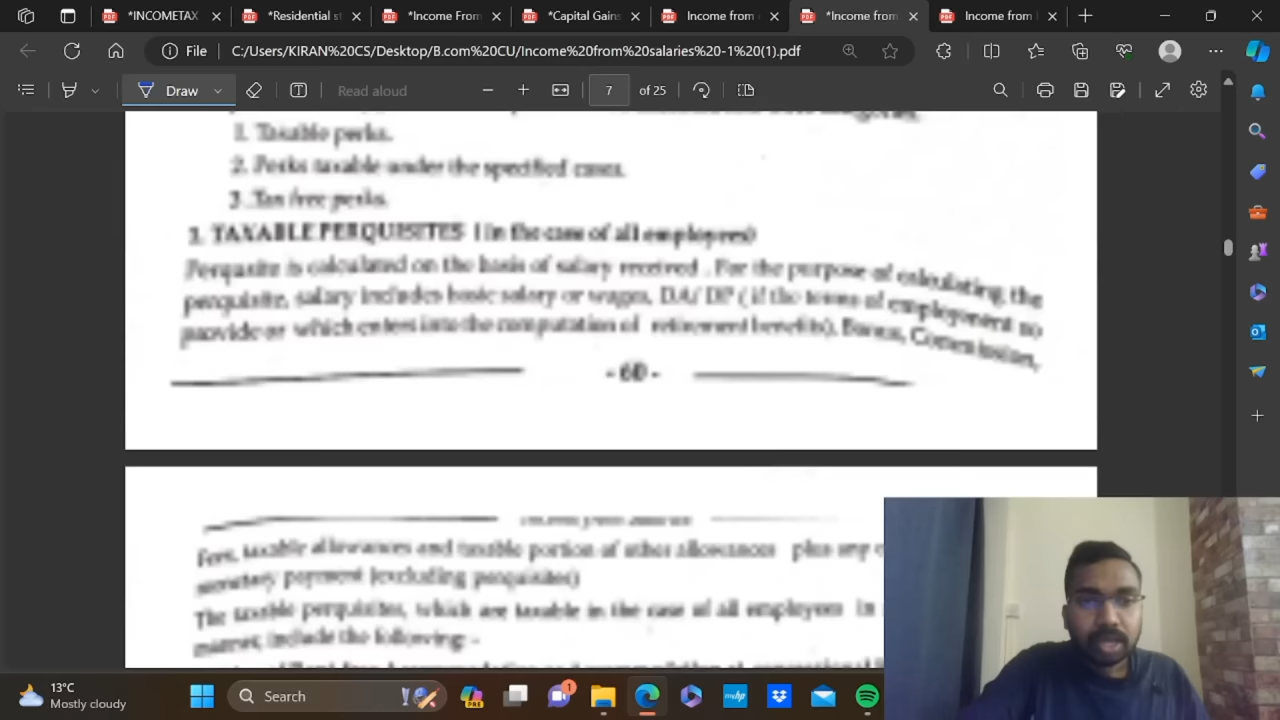 *INCOMETAX
*Residential st
*Income From
*Capital Gains
Income from
*Income from
Income from
File
C:/Users/KIRAN%20CS/Desktop/B.com%20CU/Income%20from%20salaries%20-1%20(1).pdf
Draw
Read aloud
7 of 25
1. Taxable perks.
2. Perks taxable under the specified cases.
3. Tax free perks.
1. TAXABLE PERQUISITES (in the case of all employees)
Perquisite is calculated on the basis of salary received. For the purpose of calculating the
perquisite, salary includes basic salary or wages, DA/ DP ( if the terms of employment so
provide or which enters into the computation of retirement benefits), Bonus, Commission,
- 60 -
Fees, taxable allowances and taxable portion of other allowances plus any
monetary payment (excluding perquisites)
The taxable perquisites, which are taxable in the case of all employees in
manner, include the following: -
13°C
Mostly cloudy
Search
PRE
1
myhp